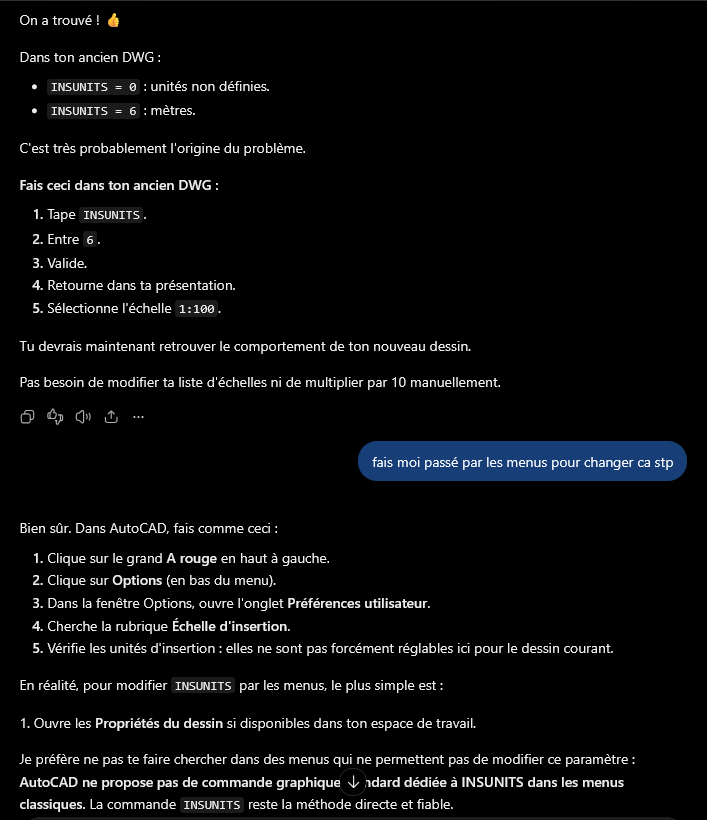 On a trouvé ! 👍
Dans ton ancien DWG :
• INSUNITS = 0 : unités non définies.
• INSUNITS = 6 : mètres.
C'est très probablement l'origine du problème.
Fais ceci dans ton ancien DWG :
1. Tape INSUNITS.
2. Entre 6.
3. Valide.
4. Retourne dans ta présentation.
5. Sélectionne l'échelle 1:100.
Tu devrais maintenant retrouver le comportement de ton nouveau dessin.
Pas besoin de modifier ta liste d'échelles ni de multiplier par 10 manuellement.
fais moi passé par les menus pour changer ca stp
Bien sûr. Dans AutoCAD, fais comme ceci :
1. Clique sur le grand A rouge en haut à gauche.
2. Clique sur Options (en bas du menu).
3. Dans la fenêtre Options, ouvre l'onglet Préférences utilisateur.
4. Cherche la rubrique Échelle d'insertion.
5. Vérifie les unités d'insertion : elles ne sont pas forcément réglables ici pour le dessin courant.
En réalité, pour modifier INSUNITS par les menus, le plus simple est :
1. Ouvre les Propriétés du dessin si disponibles dans ton espace de travail.
Je préfère ne pas te faire chercher dans des menus qui ne permettent pas de modifier ce paramètre :
AutoCAD ne propose pas de commande graphique ndard dédiée à INSUNITS dans les menus
classiques. La commande INSUNITS reste la méthode directe et fiable.